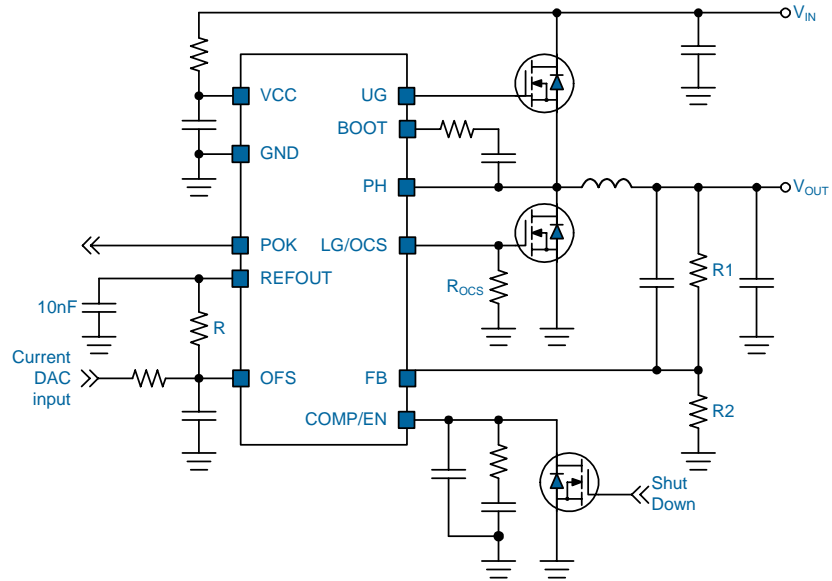 VIN
VCC
UG
BOOT
GND
PH
VOUT
POK
LG/OCS
REFOUT
ROCS
R1
10nF
R
Current
DAC
input
OFS
FB
R2
COMP/EN
Shut
Down